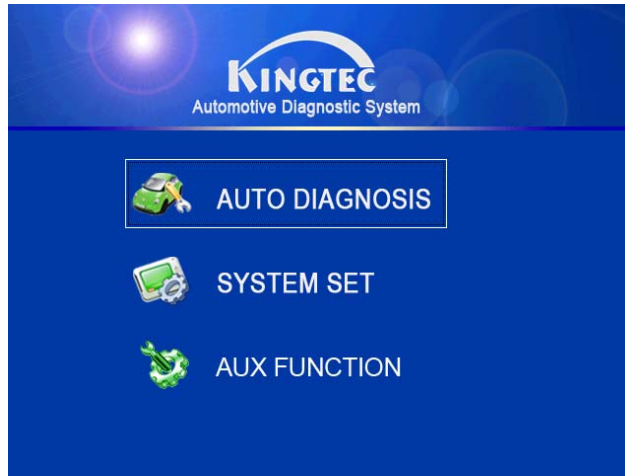 KINGTEC
Automotive Diagnostic System
AUTO DIAGNOSIS
SYSTEM SET
AUX FUNCTION